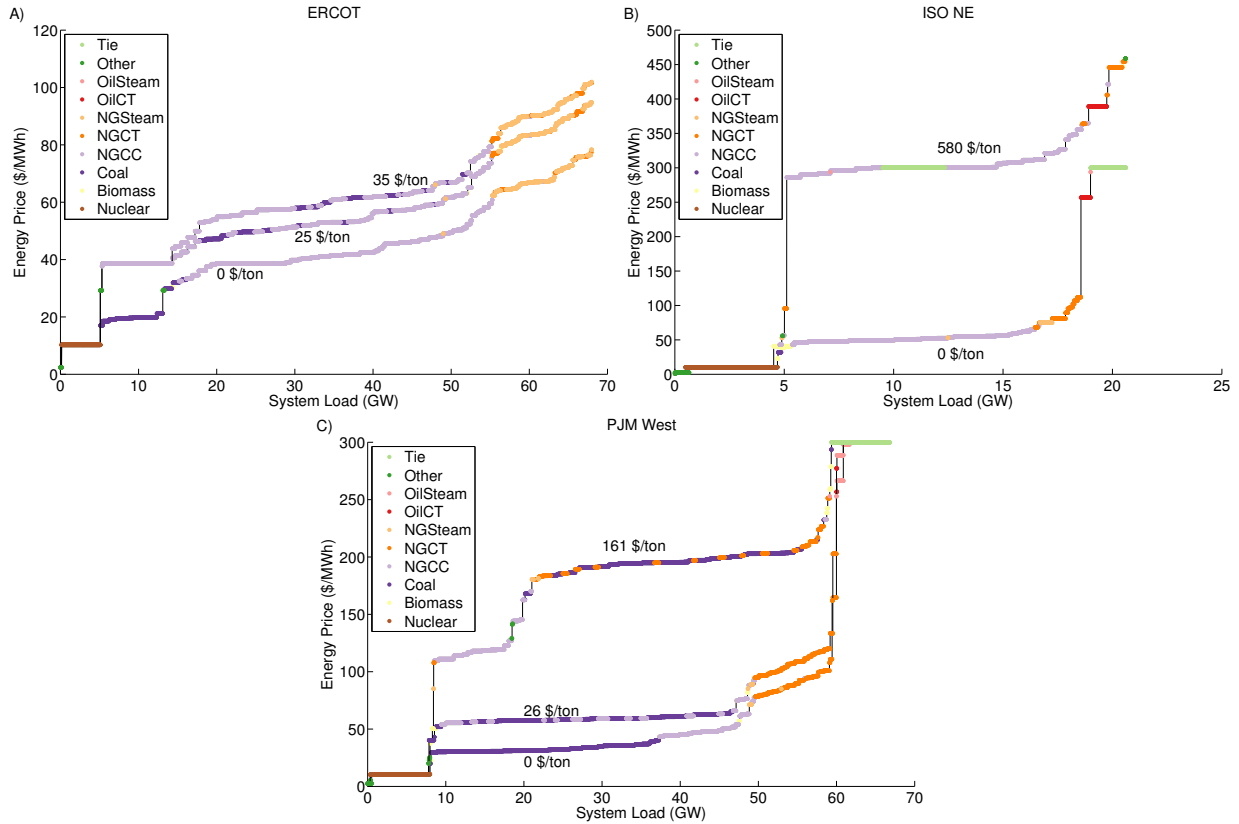 A)
ERCOT
120
100
80
60
40
20
0
Energy Price ($/MWh)
Tie
Other
OilSteam
OilCT
NGSteam
NGCT
NGCC
Coal
Biomass
Nuclear
35 $/ton
25 $/ton
0 $/ton
0 10 20 30 40 50 60 70
System Load (GW)
B)
ISO NE
500
450
400
350
300
250
200
150
100
50
0
Energy Price ($/MWh)
Tie
Other
OilSteam
OilCT
NGSteam
NGCT
NGCC
Coal
Biomass
Nuclear
580 $/ton
0 $/ton
0 5 10 15 20 25
System Load (GW)
C)
PJM West
300
250
200
150
100
50
0
Energy Price ($/MWh)
Tie
Other
OilSteam
OilCT
NGSteam
NGCT
NGCC
Coal
Biomass
Nuclear
161 $/ton
26 $/ton
0 $/ton
0 10 20 30 40 50 60 70
System Load (GW)